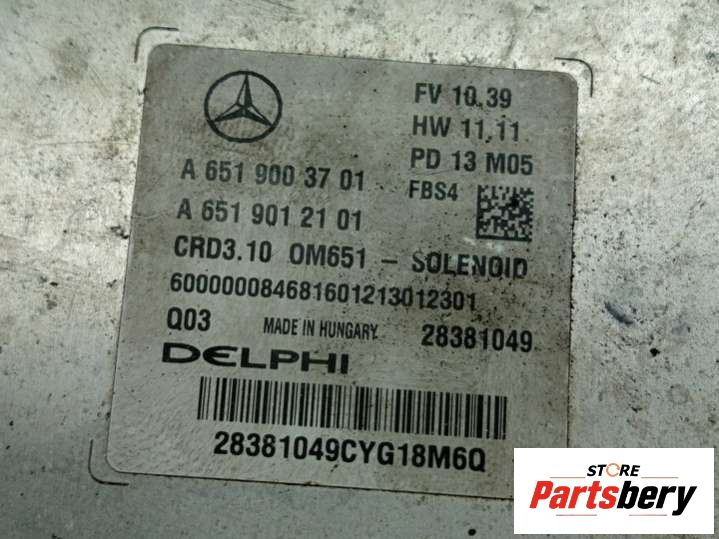 FV 10.39
HW 11.11
PD 13 M05
A 651 900 37 01
FBS4
A 651 901 21 01
CRD3.10 OM651 - SOLENOID
600000084681601213012301
Q03 MADE IN HUNGARY 28381049
DELPHI
28381049CYG18M6Q
STORE
Partsbery